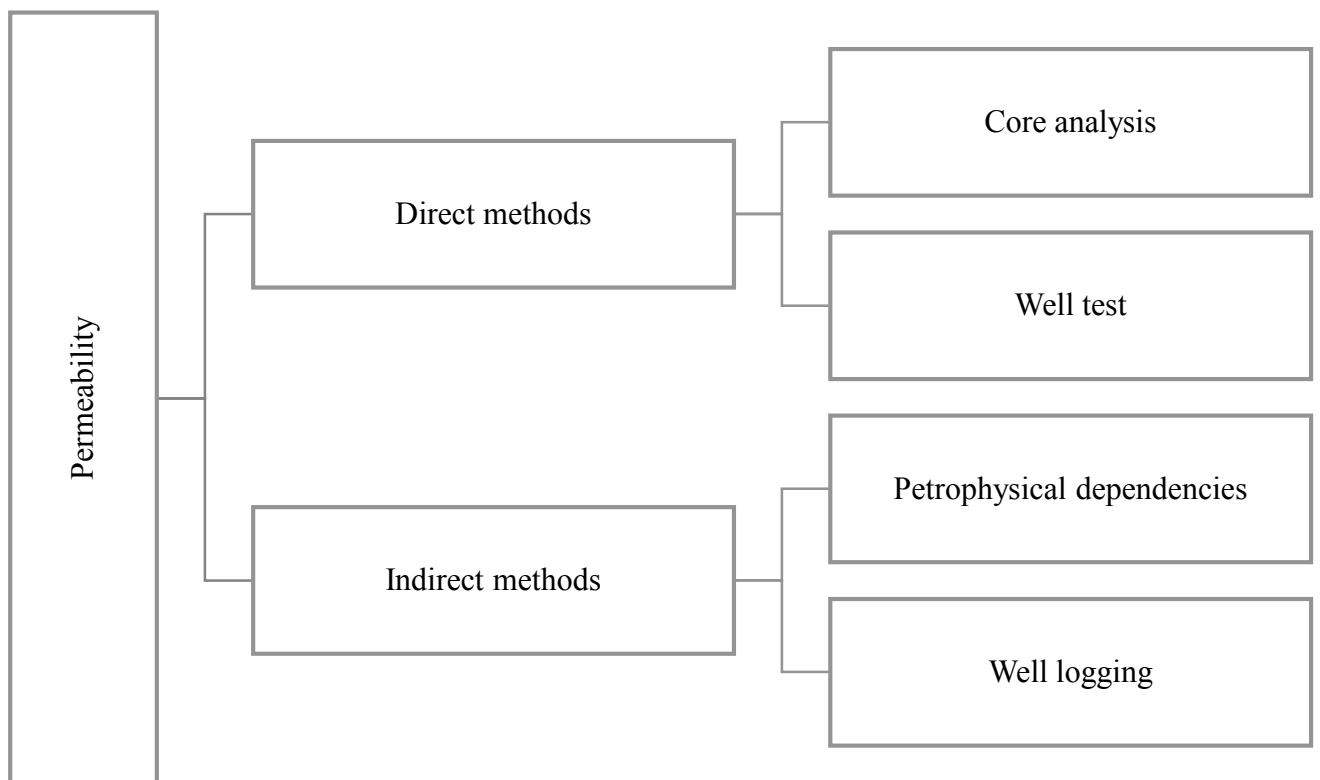 Permeability
Direct methods
Core analysis
Well test
Indirect methods
Petrophysical dependencies
Well logging